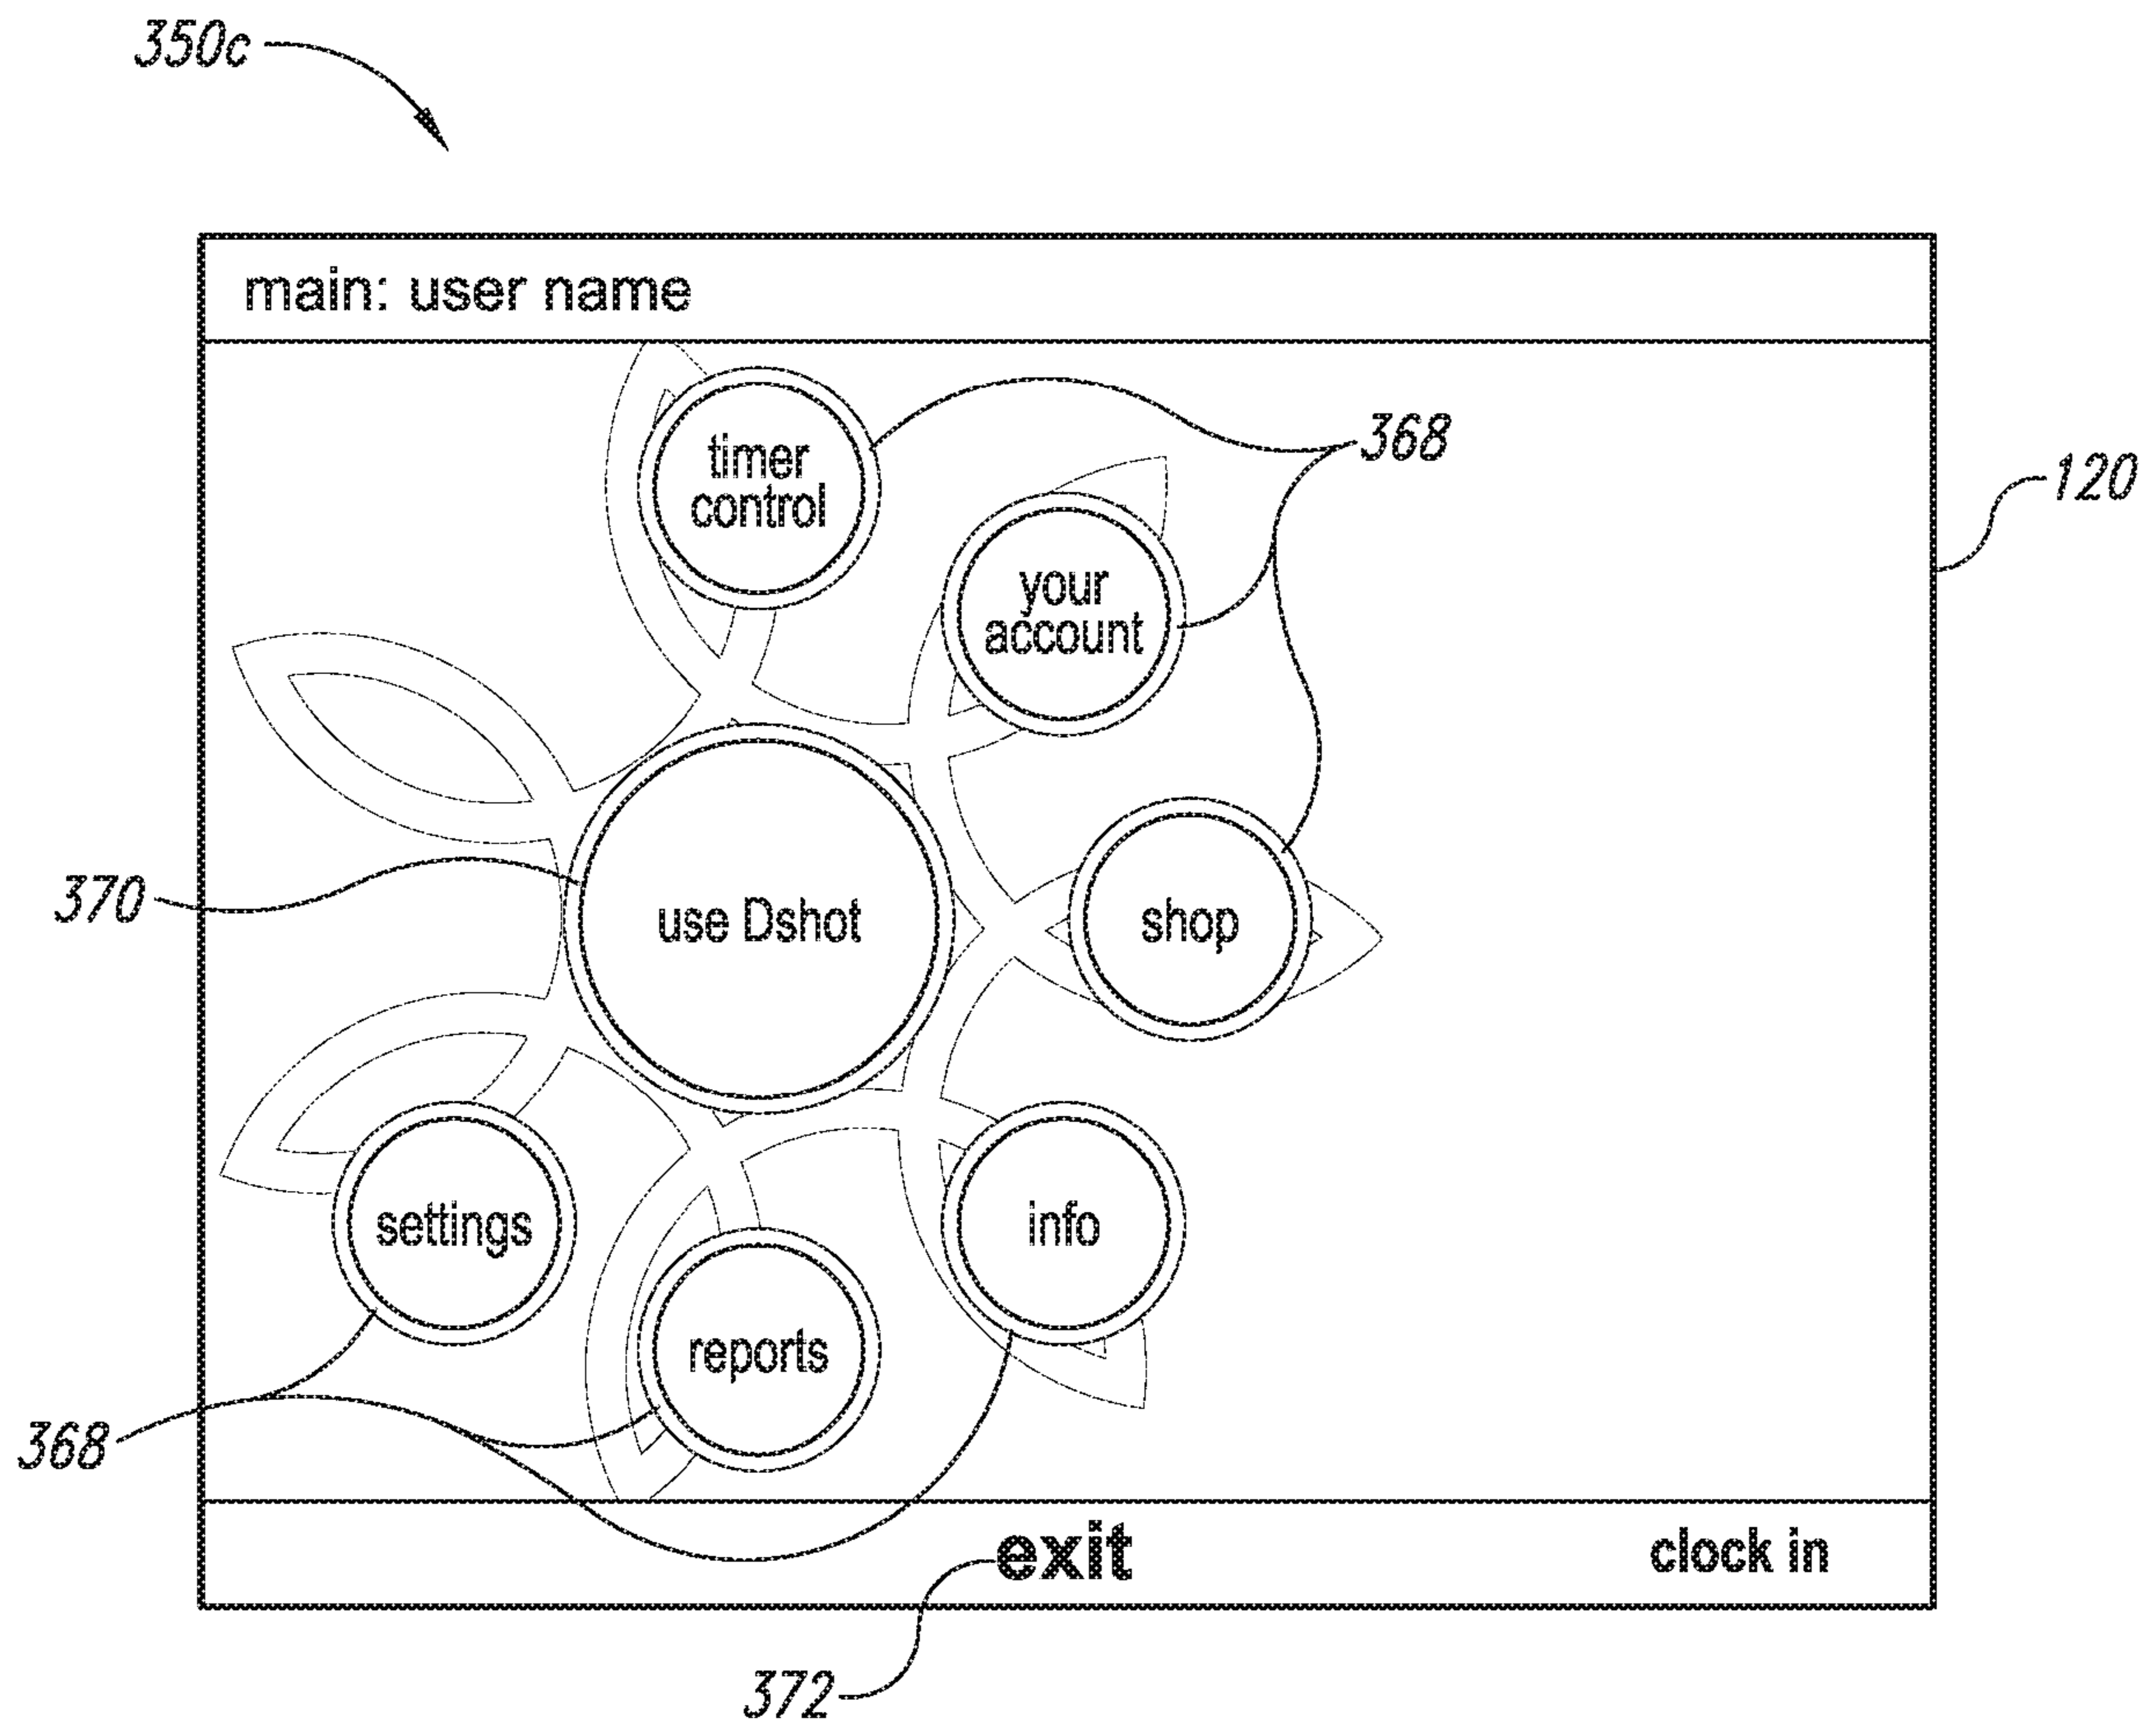 350c
main: user name
timer
control
368
120
your
account
370
use Dshot
shop
settings
info
reports
368
exit
clock in
372